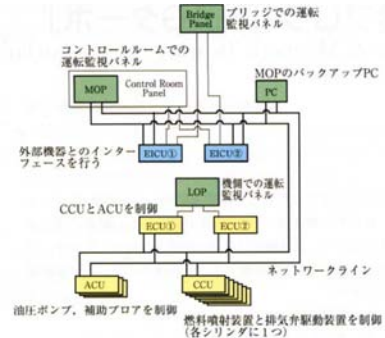 Bridge
Panel
ブリッジでの運転
監視パネル
コントロールルームでの
運転監視パネル
MOP
Control Room
Panel
MOPのバックアップPC
PC
外部機器とのインター
フェースを行う
EICU①
EICU②
LOP
機側での運転
監視パネル
CCUとACUを制御
ECU①
ECU②
ネットワークライン
ACU
CCU
油圧ポンプ，補助ブロアを制御
燃料噴射装置と排気弁駆動装置を制御
(各シリンダに１つ)